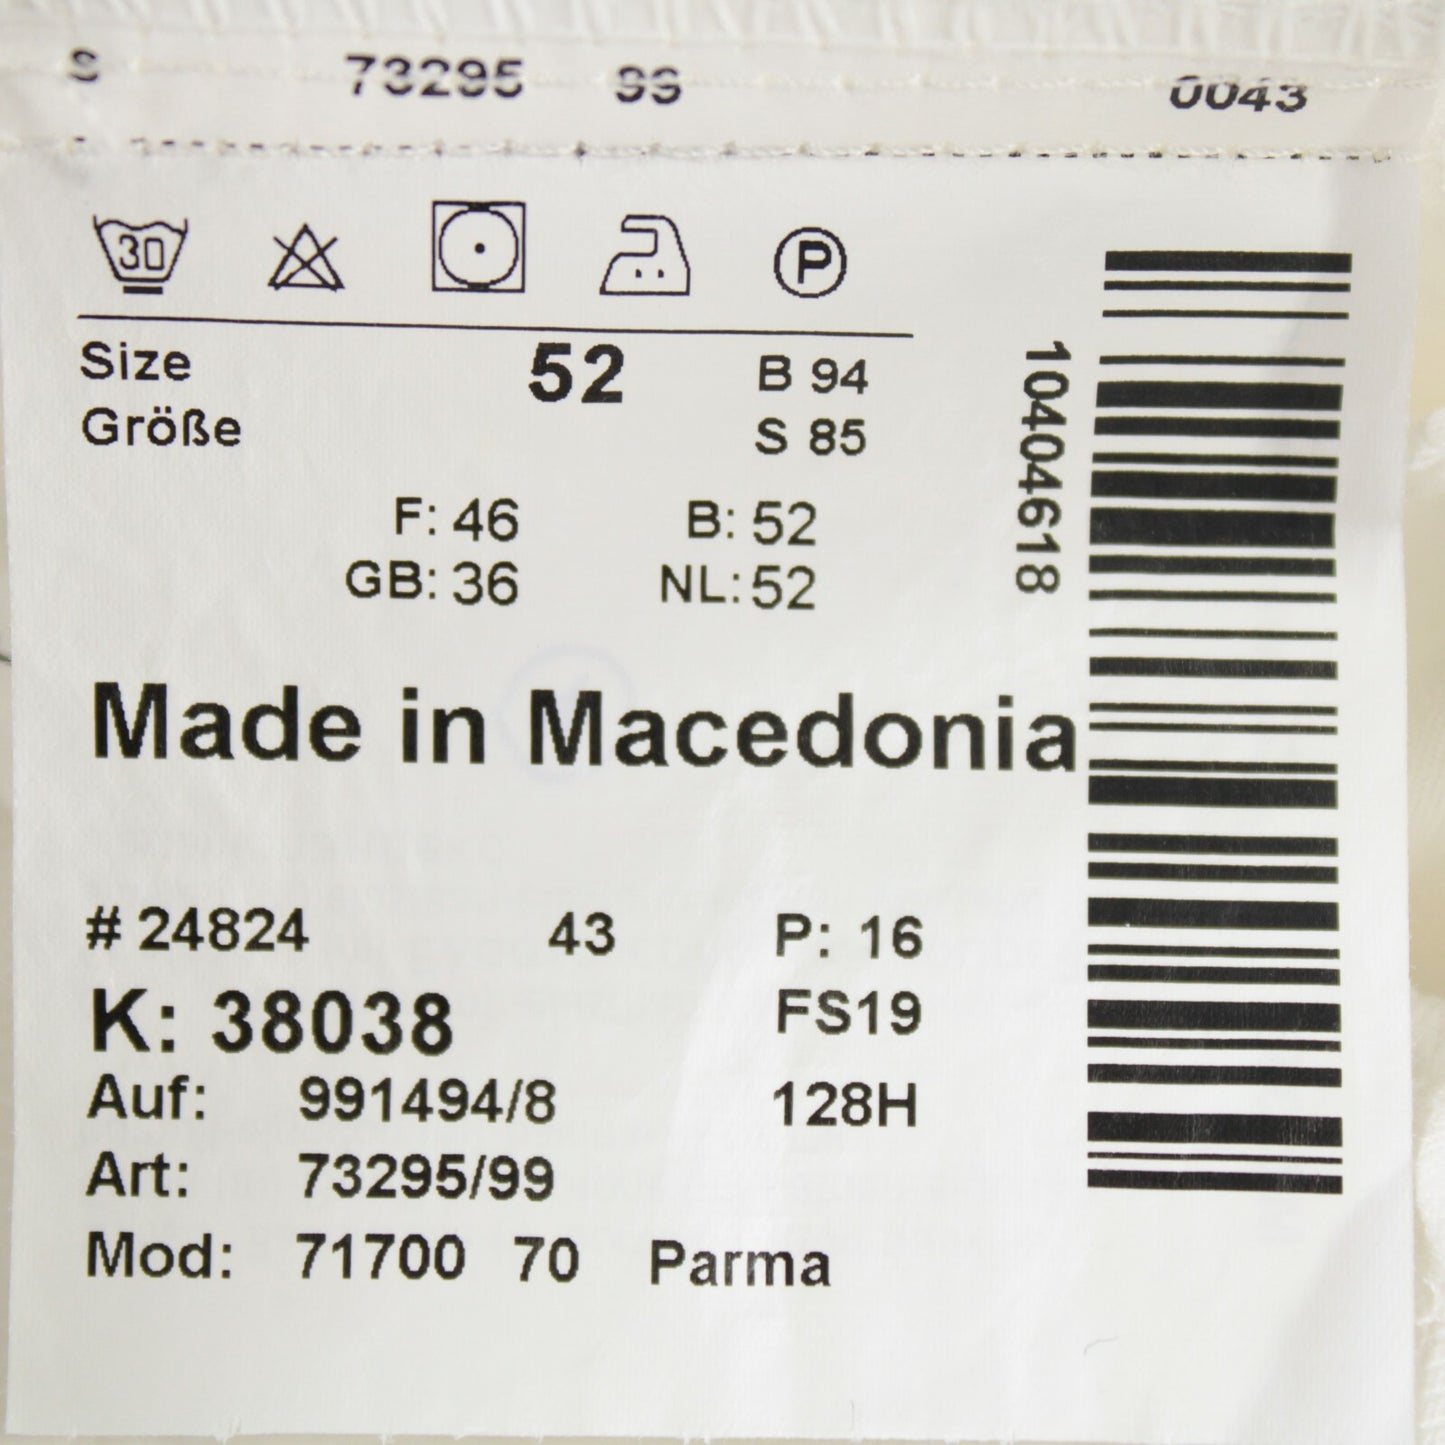 73295 99 0043
30 P
Size 52 B 94
Größe S 85
F: 46 B: 52
GB: 36 NL: 52
Made in Macedonia
# 24824 43 P: 16
K: 38038 FS19
Auf: 991494/8 128H
Art: 73295/99
Mod: 71700 70 Parma
10404618